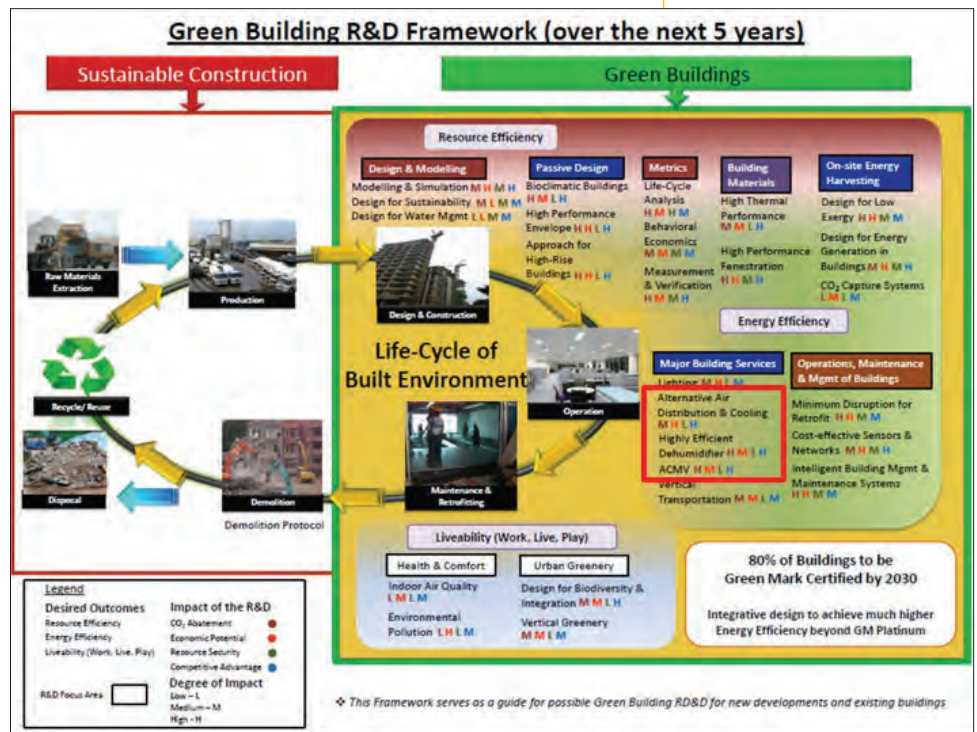 Green Building R&D Framework (over the next 5 years)
Sustainable Construction
Green Buildings
Resource Efficiency
Design & Modelling
Modelling & Simulation M H M H
Design for Sustainability M L M M
Design for Water Mgmt L L M M
Passive Design
Bioclimatic Buildings
H M L H
High Performance
Envelope H H L H
Approach for
High-Rise
Buildings H H L H
Metrics
Life-Cycle
Analysis
H M H M
Behavioral
Economics
M M M M
Measurement
& Verification
H M M H
Building
Materials
High Thermal
Performance
M M L H
High Performance
Fenestration
H H M H
On-site Energy
Harvesting
Design for Low
Exergy H H M M
Design for Energy
Generation in
Buildings M H M H
CO₂ Capture Systems
L M L M
Raw Materials
Extraction
Production
Design & Construction
Life-Cycle of
Built Environment
Operation
Maintenance &
Retrofitting
Demolition
Demolition Protocol
Disposal
Recycle/ Reuse
Energy Efficiency
Major Building Services
Lighting M H L M
Alternative Air
Distribution & Cooling
M H L H
Highly Efficient
Dehumidifier H M L H
ACMV H M L H
Vertical
Transportation M M L M
Operations, Maintenance
& Mgmt of Buildings
Minimum Disruption for
Retrofit H H M M
Cost-effective Sensors &
Networks M H M H
Intelligent Building Mgmt &
Maintenance Systems
H H M M
Liveability (Work, Live, Play)
Health & Comfort
Indoor Air Quality
L M L M
Environmental
Pollution L H L M
Urban Greenery
Design for Biodiversity &
Integration M M L H
Vertical Greenery
M M L M
80% of Buildings to be
Green Mark Certified by 2030
Integrative design to achieve much higher
Energy Efficiency beyond GM Platinum
Legend
Desired Outcomes
Resource Efficiency
Energy Efficiency
Liveability (Work, Live, Play)
R&D Focus Area
Impact of the R&D
CO₂ Abatement
Economic Potential
Resource Security
Competitive Advantage
Degree of Impact
Low – L
Medium – M
High - H
❖ This Framework serves as a guide for possible Green Building RD&D for new developments and existing buildings